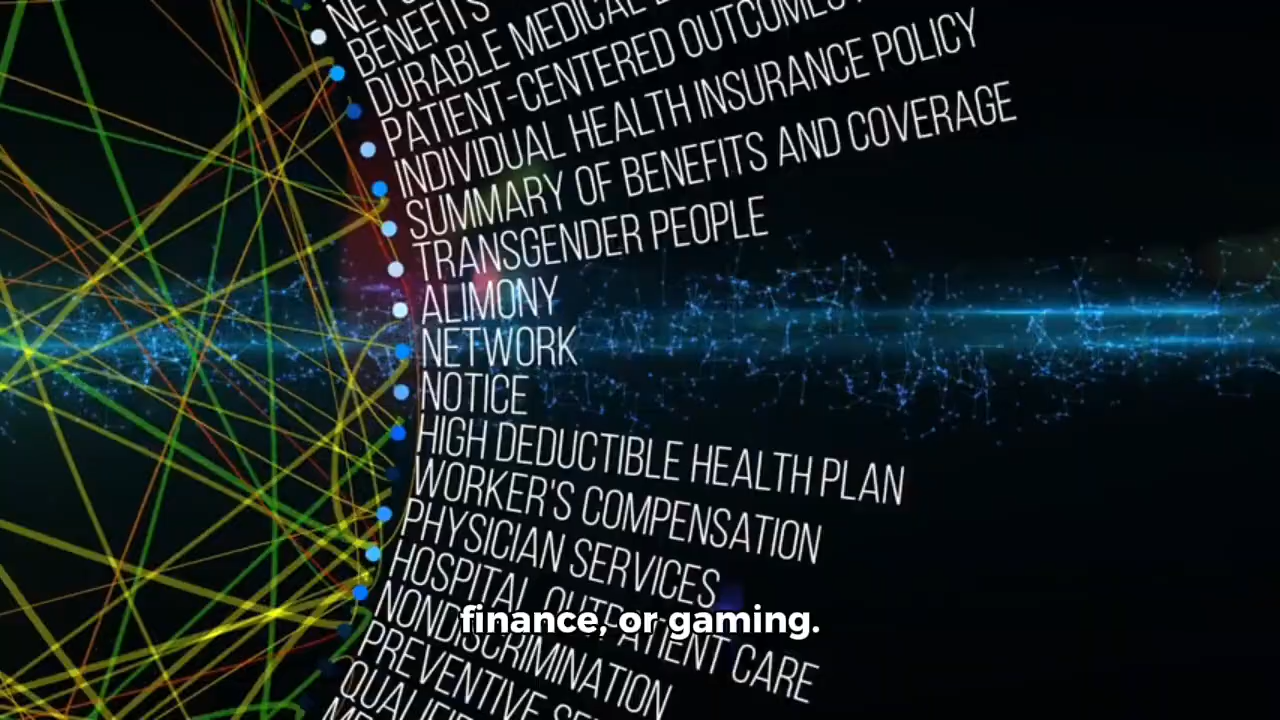 BENEFITS
DURABLE MEDICAL
PATIENT-CENTERED OUTCOMES
INDIVIDUAL HEALTH INSURANCE POLICY
SUMMARY OF BENEFITS AND COVERAGE
TRANSGENDER PEOPLE
ALIMONY
NETWORK
NOTICE
HIGH DEDUCTIBLE HEALTH PLAN
WORKER'S COMPENSATION
PHYSICIAN SERVICES
HOSPITAL OUTPATIENT CARE
finance, or gaming.
NONDISCRIMINATION
PREVENTIVE